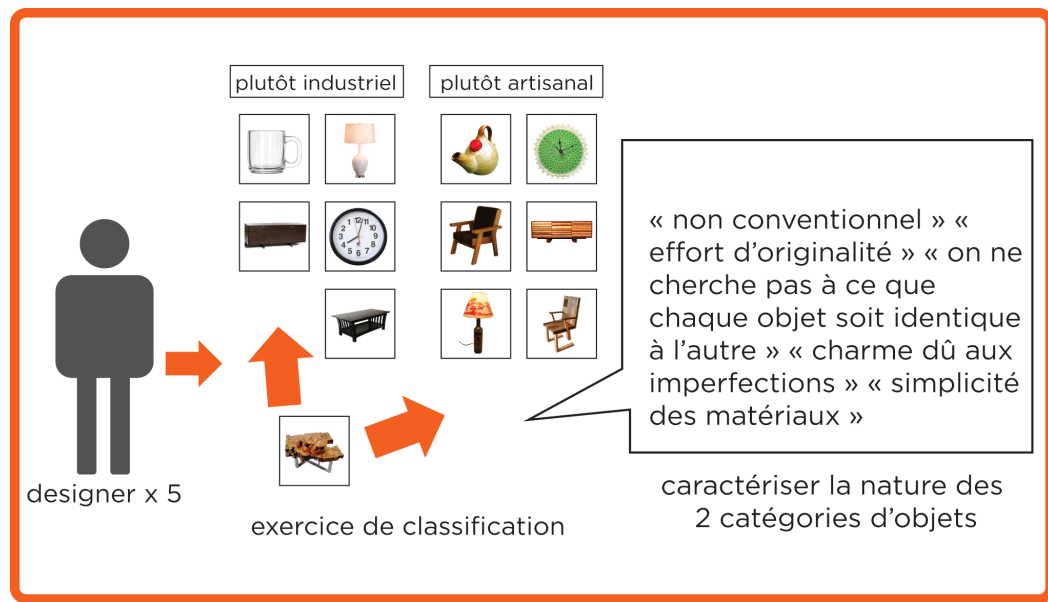 plutôt industriel
plutôt artisanal
« non conventionnel » «
effort d’originalité » « on ne
cherche pas à ce que
chaque objet soit identique
à l’autre » « charme dû aux
imperfections » « simplicité
des matériaux »
designer x 5
exercice de classification
caractériser la nature des
2 catégories d’objets